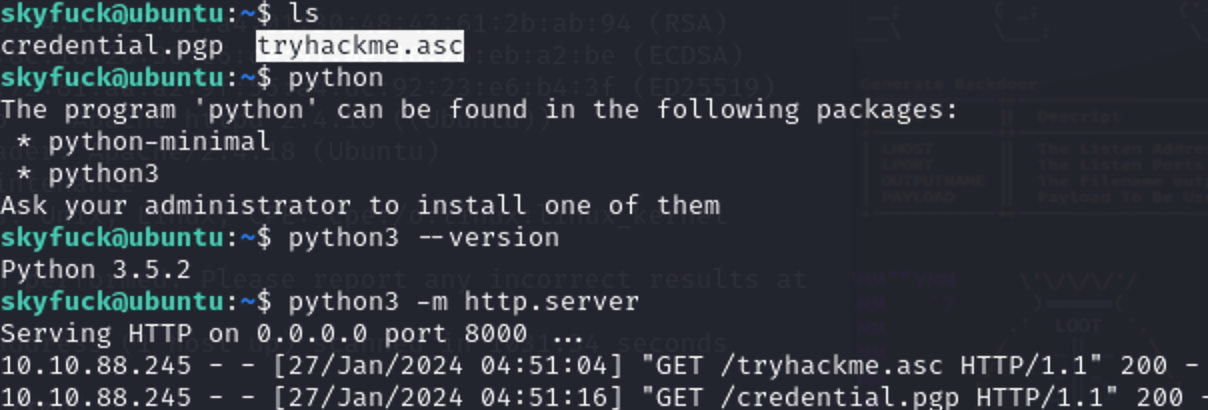 skyfuck@ubuntu:~$ ls
credential.pgp  tryhackme.asc
skyfuck@ubuntu:~$ python
The program 'python' can be found in the following packages:
 * python-minimal
 * python3
Ask your administrator to install one of them
skyfuck@ubuntu:~$ python3 --version
Python 3.5.2
skyfuck@ubuntu:~$ python3 -m http.server
Serving HTTP on 0.0.0.0 port 8000 ...
10.10.88.245 - - [27/Jan/2024 04:51:04] "GET /tryhackme.asc HTTP/1.1" 200 -
10.10.88.245 - - [27/Jan/2024 04:51:16] "GET /credential.pgp HTTP/1.1" 200 -